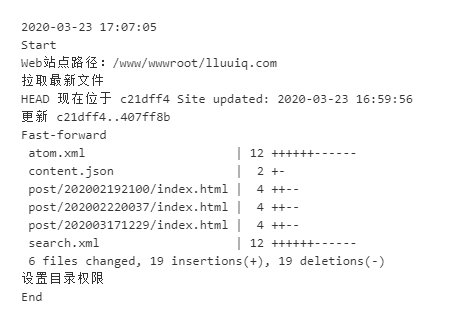 2020-03-23 17:07:05
Start
Web站点路径：/www/wwwroot/lluuiq.com
拉取最新文件
HEAD 现在位于 c21dff4 Site updated: 2020-03-23 16:59:56
更新 c21dff4..407ff8b
Fast-forward
 atom.xml                      | 12 ++++++------
 content.json                  |  2 +-
 post/202002192100/index.html |  4 ++--
 post/202002220037/index.html |  4 ++--
 post/202003171229/index.html |  4 ++--
 search.xml                    | 12 ++++++------
 6 files changed, 19 insertions(+), 19 deletions(-)
设置目录权限
End